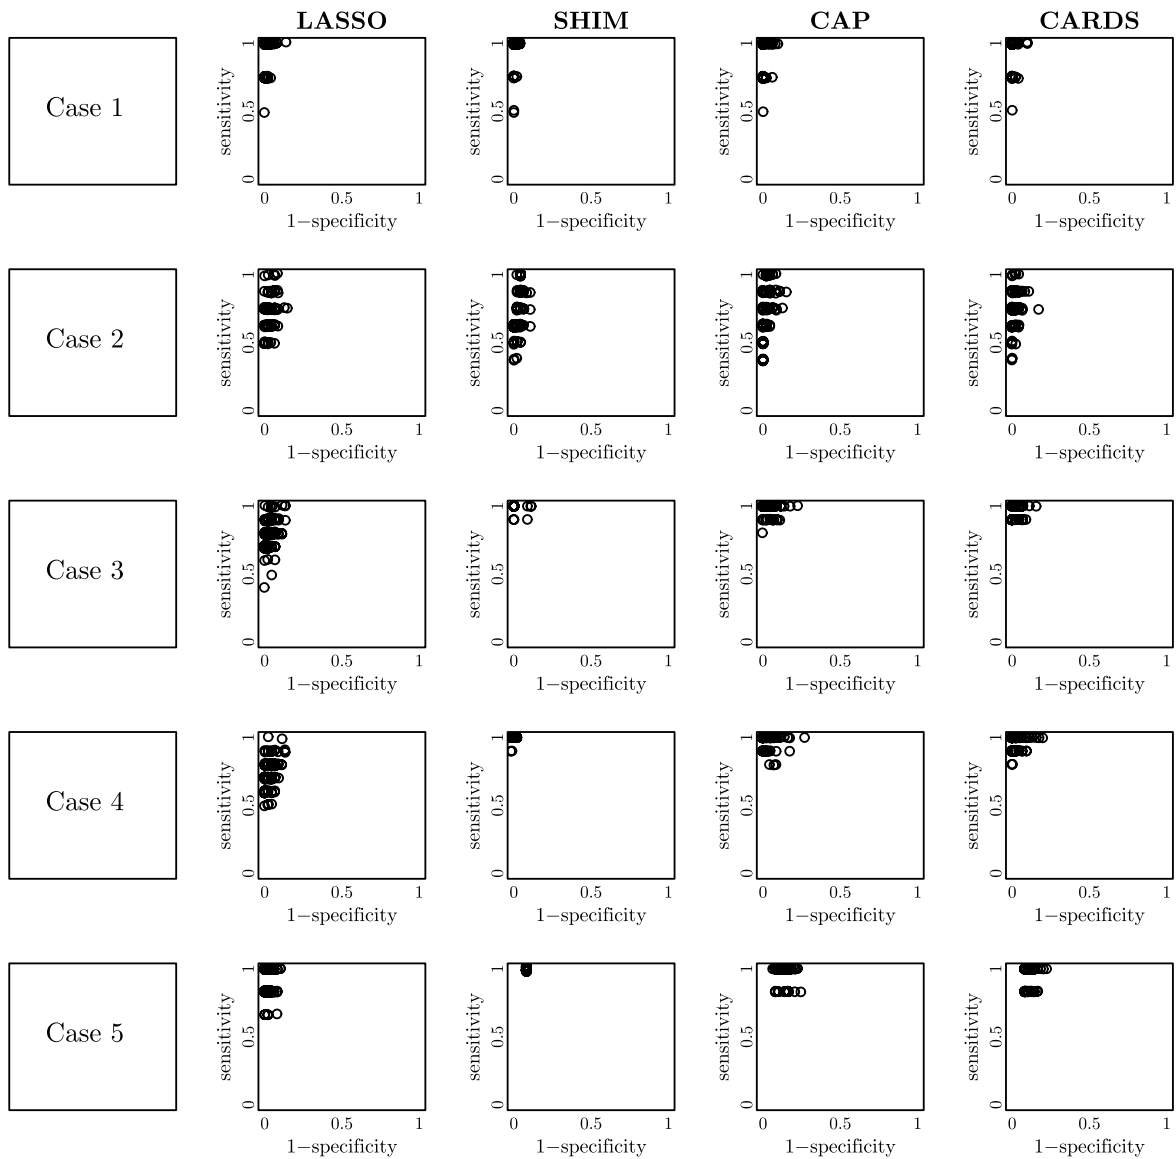 LASSO SHIM CAP CARDS
Case 1
sensitivity 0 0.5 1 sensitivity 0 0.5 1 sensitivity 0 0.5 1 sensitivity 0 0.5 1
0 0.5 1 0 0.5 1 0 0.5 1 0 0.5 1
1−specificity 1−specificity 1−specificity 1−specificity
Case 2
sensitivity 0 0.5 1 sensitivity 0 0.5 1 sensitivity 0 0.5 1 sensitivity 0 0.5 1
0 0.5 1 0 0.5 1 0 0.5 1 0 0.5 1
1−specificity 1−specificity 1−specificity 1−specificity
Case 3
sensitivity 0 0.5 1 sensitivity 0 0.5 1 sensitivity 0 0.5 1 sensitivity 0 0.5 1
0 0.5 1 0 0.5 1 0 0.5 1 0 0.5 1
1−specificity 1−specificity 1−specificity 1−specificity
Case 4
sensitivity 0 0.5 1 sensitivity 0 0.5 1 sensitivity 0 0.5 1 sensitivity 0 0.5 1
0 0.5 1 0 0.5 1 0 0.5 1 0 0.5 1
1−specificity 1−specificity 1−specificity 1−specificity
Case 5
sensitivity 0 0.5 1 sensitivity 0 0.5 1 sensitivity 0 0.5 1 sensitivity 0 0.5 1
0 0.5 1 0 0.5 1 0 0.5 1 0 0.5 1
1−specificity 1−specificity 1−specificity 1−specificity